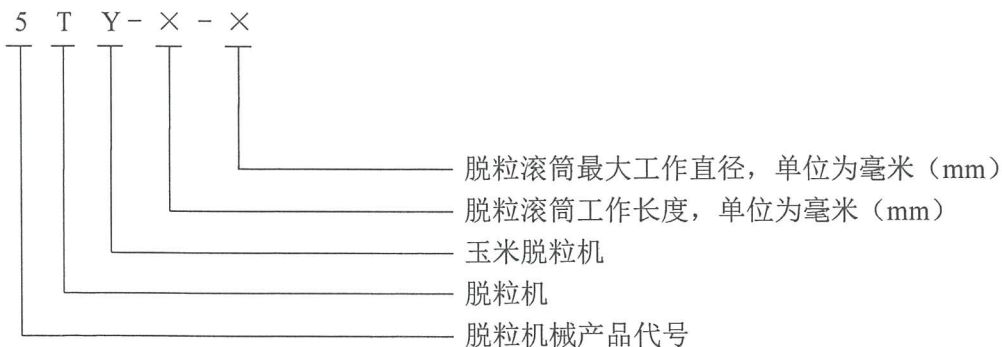 5 T Y - × - ×
脱粒滚筒最大工作直径，单位为毫米（mm）
脱粒滚筒工作长度，单位为毫米（mm）
玉米脱粒机
脱粒机
脱粒机械产品代号